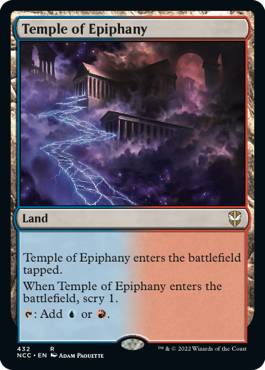 Temple of Epiphany
Land
Temple of Epiphany enters the battlefield
tapped.
When Temple of Epiphany enters the
battlefield, scry 1.
: Add or .
432 R
NCC • EN Adam Paquette
™ & © 2022 Wizards of the Coast